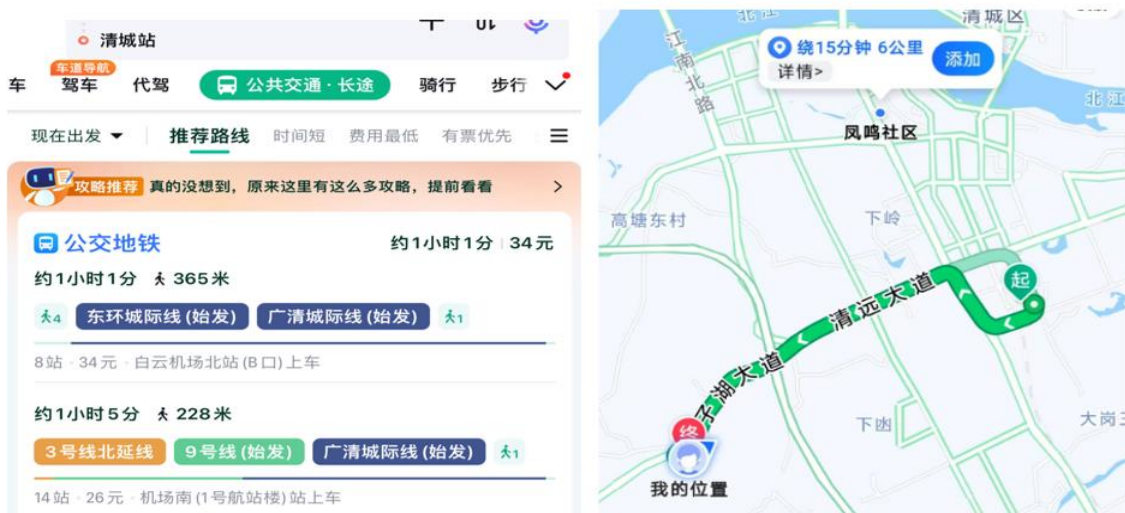 清城站
车道导航
车 驾车 代驾 公共交通·长途 骑行 步行
现在出发 推荐路线 时间短 费用最低 有票优先
攻略推荐 真的没想到，原来这里有这么多攻略，提前看看 >
公交地铁 约1小时1分 34元
约1小时1分 365米
4 东环城际线(始发) 广清城际线(始发) 1
8站·34元·白云机场北站(B口)上车
约1小时5分 228米
3号线北延线 9号线(始发) 广清城际线(始发) 1
14站·26元·机场南(1号航站楼)站上车
北江
清城区
江南北路
绕15分钟 6公里
详情>
添加
北江
凤鸣社区
高塘东村
下岭
起
清远大道
子湖大道
下凼
大岗三
终
我的位置